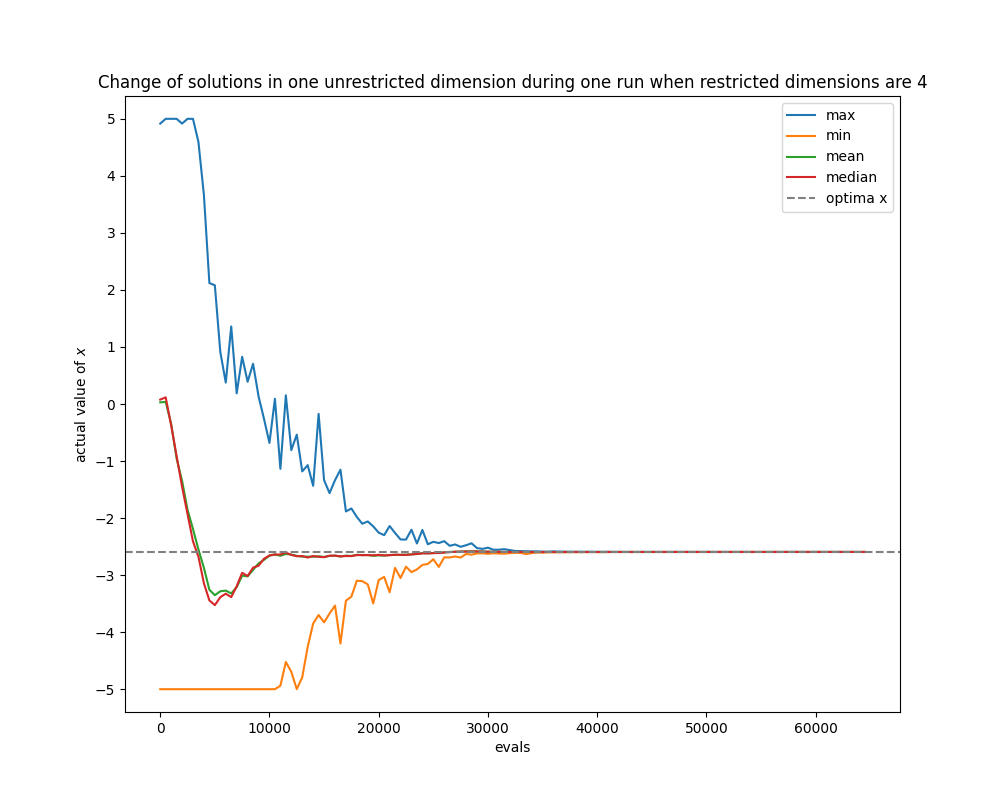 Change of solutions in one unrestricted dimension during one run when restricted dimensions are 4
max
min
mean
median
optima x
5
4
3
2
1
0
−1
−2
−3
−4
−5
actual value of x
0 10000 20000 30000 40000 50000 60000
evals